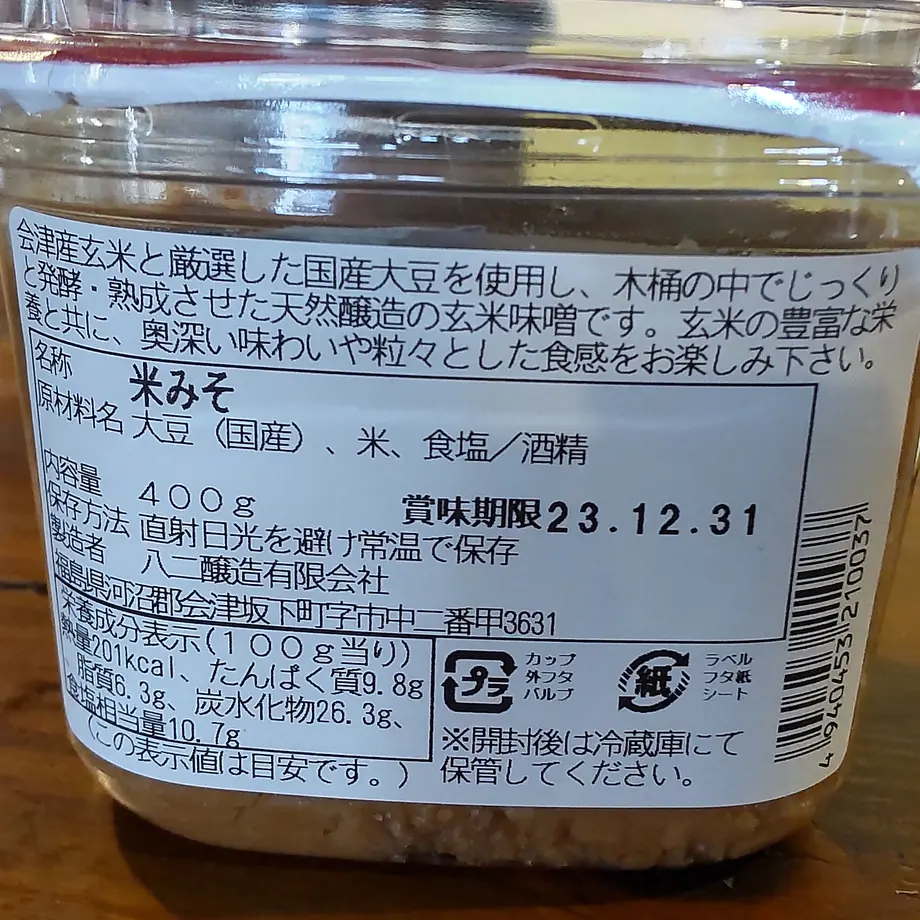 会津産玄米と厳選した国産大豆を使用し、木桶の中でじっくり
と発酵・熟成させた天然醸造の玄米味噌です。玄米の豊富な栄
養と共に、奥深い味わいや粒々とした食感をお楽しみ下さい。
名称 米みそ
原材料名 大豆（国産）、米、食塩／酒精
内容量 ４００ｇ
賞味期限23.12.31
保存方法 直射日光を避け常温で保存
製造者 八二醸造有限会社
福島県河沼郡会津坂下町字市中二番甲3631
栄養成分表示(１００ｇ当り)
熱量201kcal、たんぱく質9.8g
脂質6.3g、炭水化物26.3g、
食塩相当量10.7g
(この表示値は目安です。)
プラ
カップ
外フタ
バルブ
紙
ラベル
フタ紙
シート
※開封後は冷蔵庫にて
保管してください。
4 940453 210037